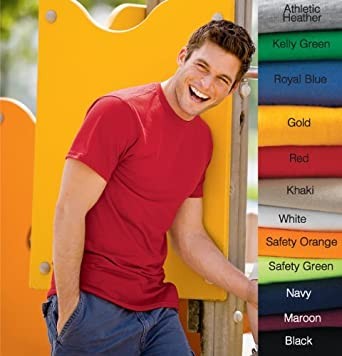 Athletic
Heather
Kelly Green
Royal Blue
Gold
Red
Khaki
White
Safety Orange
Safety Green
Navy
Maroon
Black